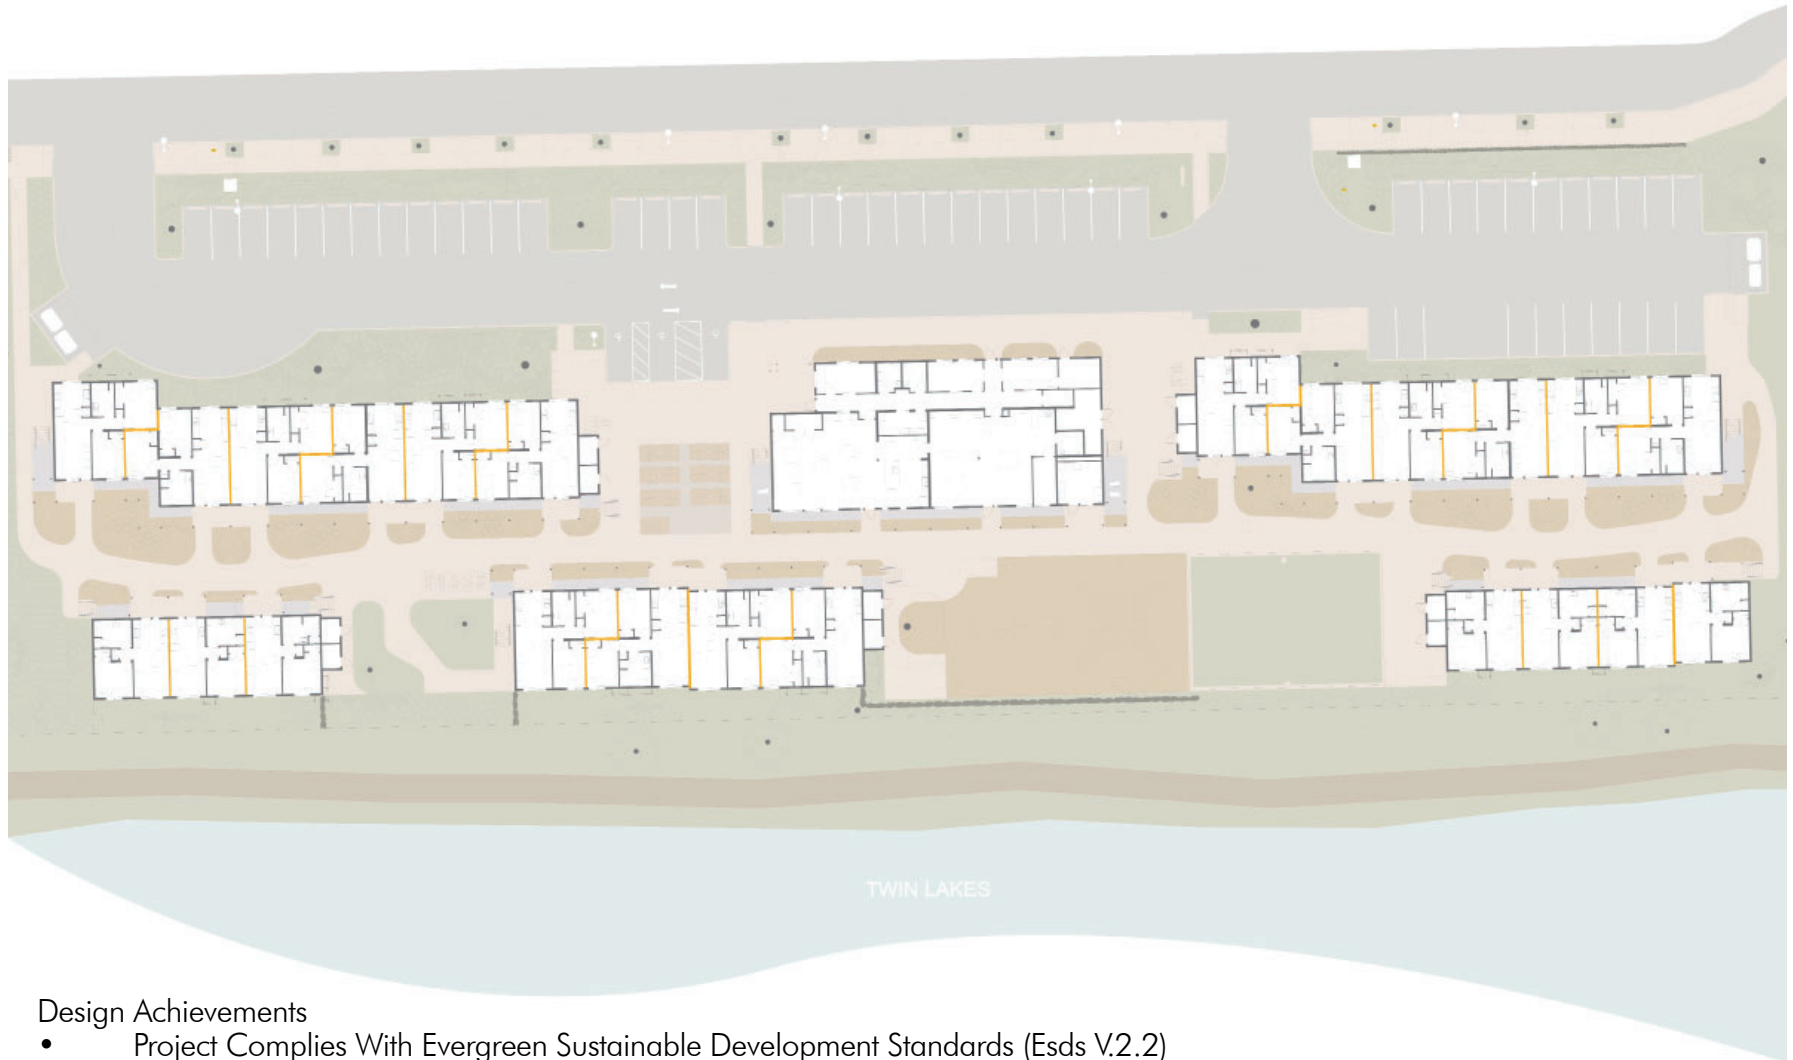 TWIN LAKES
Design Achievements
• Project Complies With Evergreen Sustainable Development Standards (Esds V.2.2)